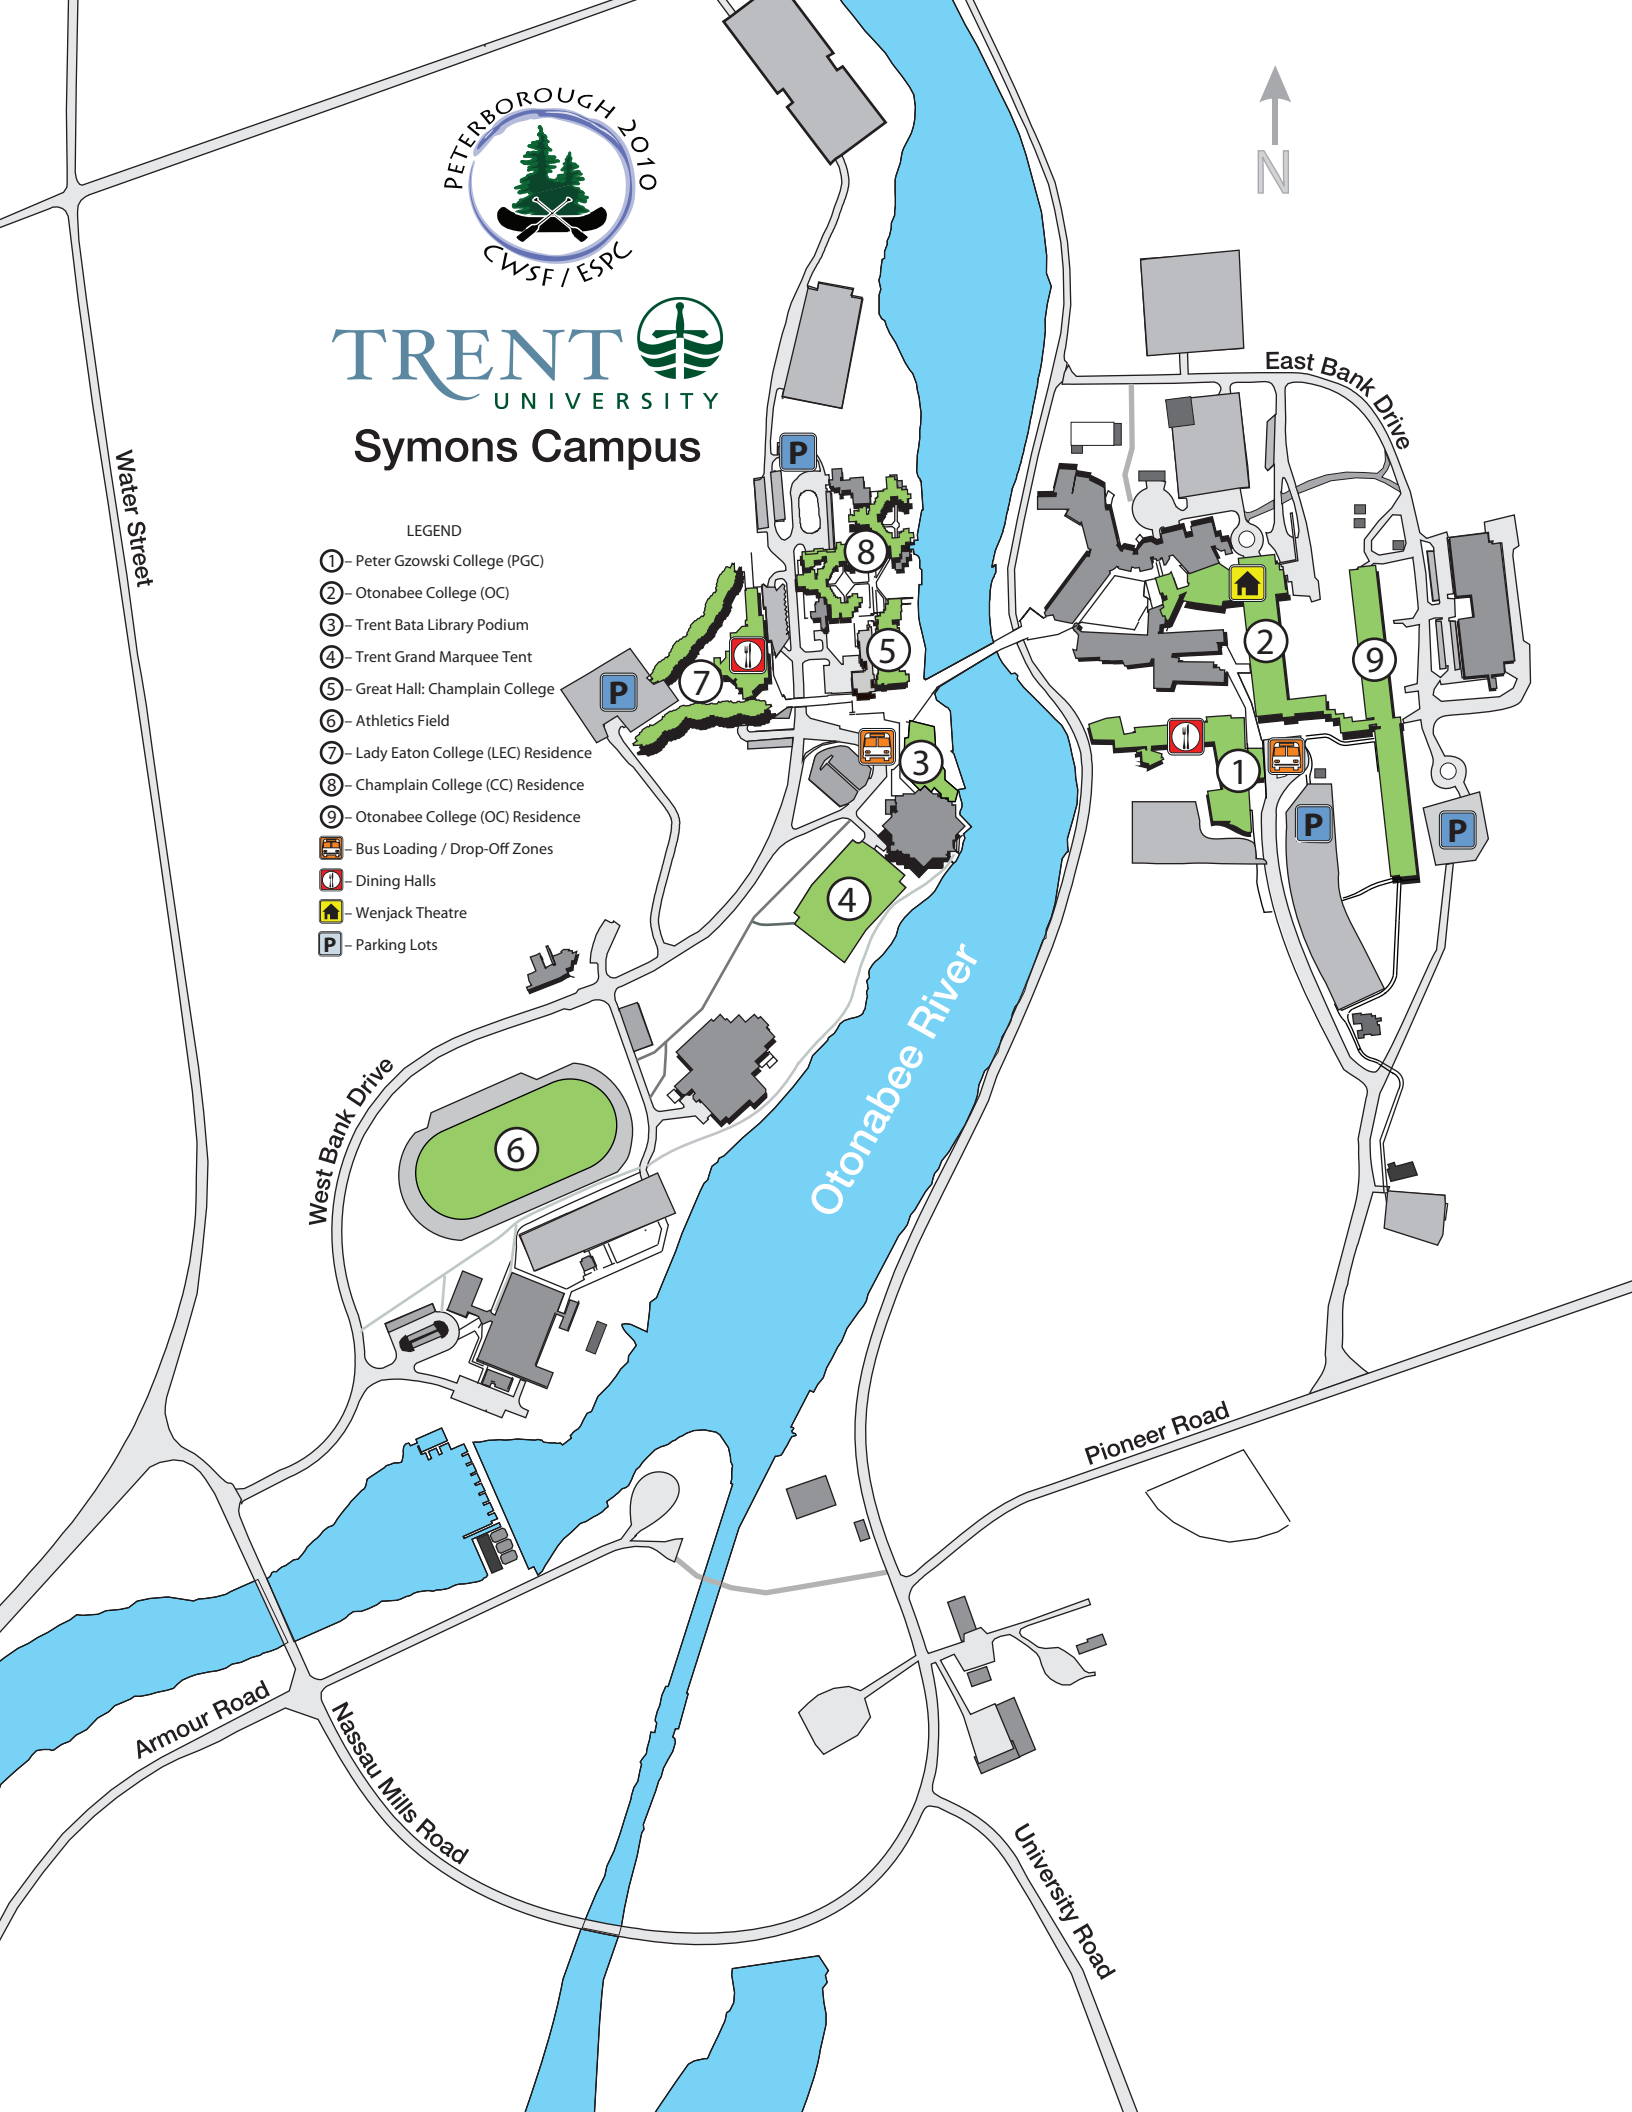 PETERBOROUGH 2010
CWSF / ESPC
N
TRENT
UNIVERSITY
Symons Campus
East Bank Drive
Water Street
P
LEGEND
1 – Peter Gzowski College (PGC)
2 – Otonabee College (OC)
3 – Trent Bata Library Podium
4 – Trent Grand Marquee Tent
5 – Great Hall: Champlain College
6 – Athletics Field
7 – Lady Eaton College (LEC) Residence
8 – Champlain College (CC) Residence
9 – Otonabee College (OC) Residence
– Bus Loading / Drop-Off Zones
– Dining Halls
– Wenjack Theatre
P – Parking Lots
8
5
2
9
7
P
3
1
P
P
4
Otonabee River
West Bank Drive
6
Pioneer Road
Armour Road
Nassau Mills Road
University Road